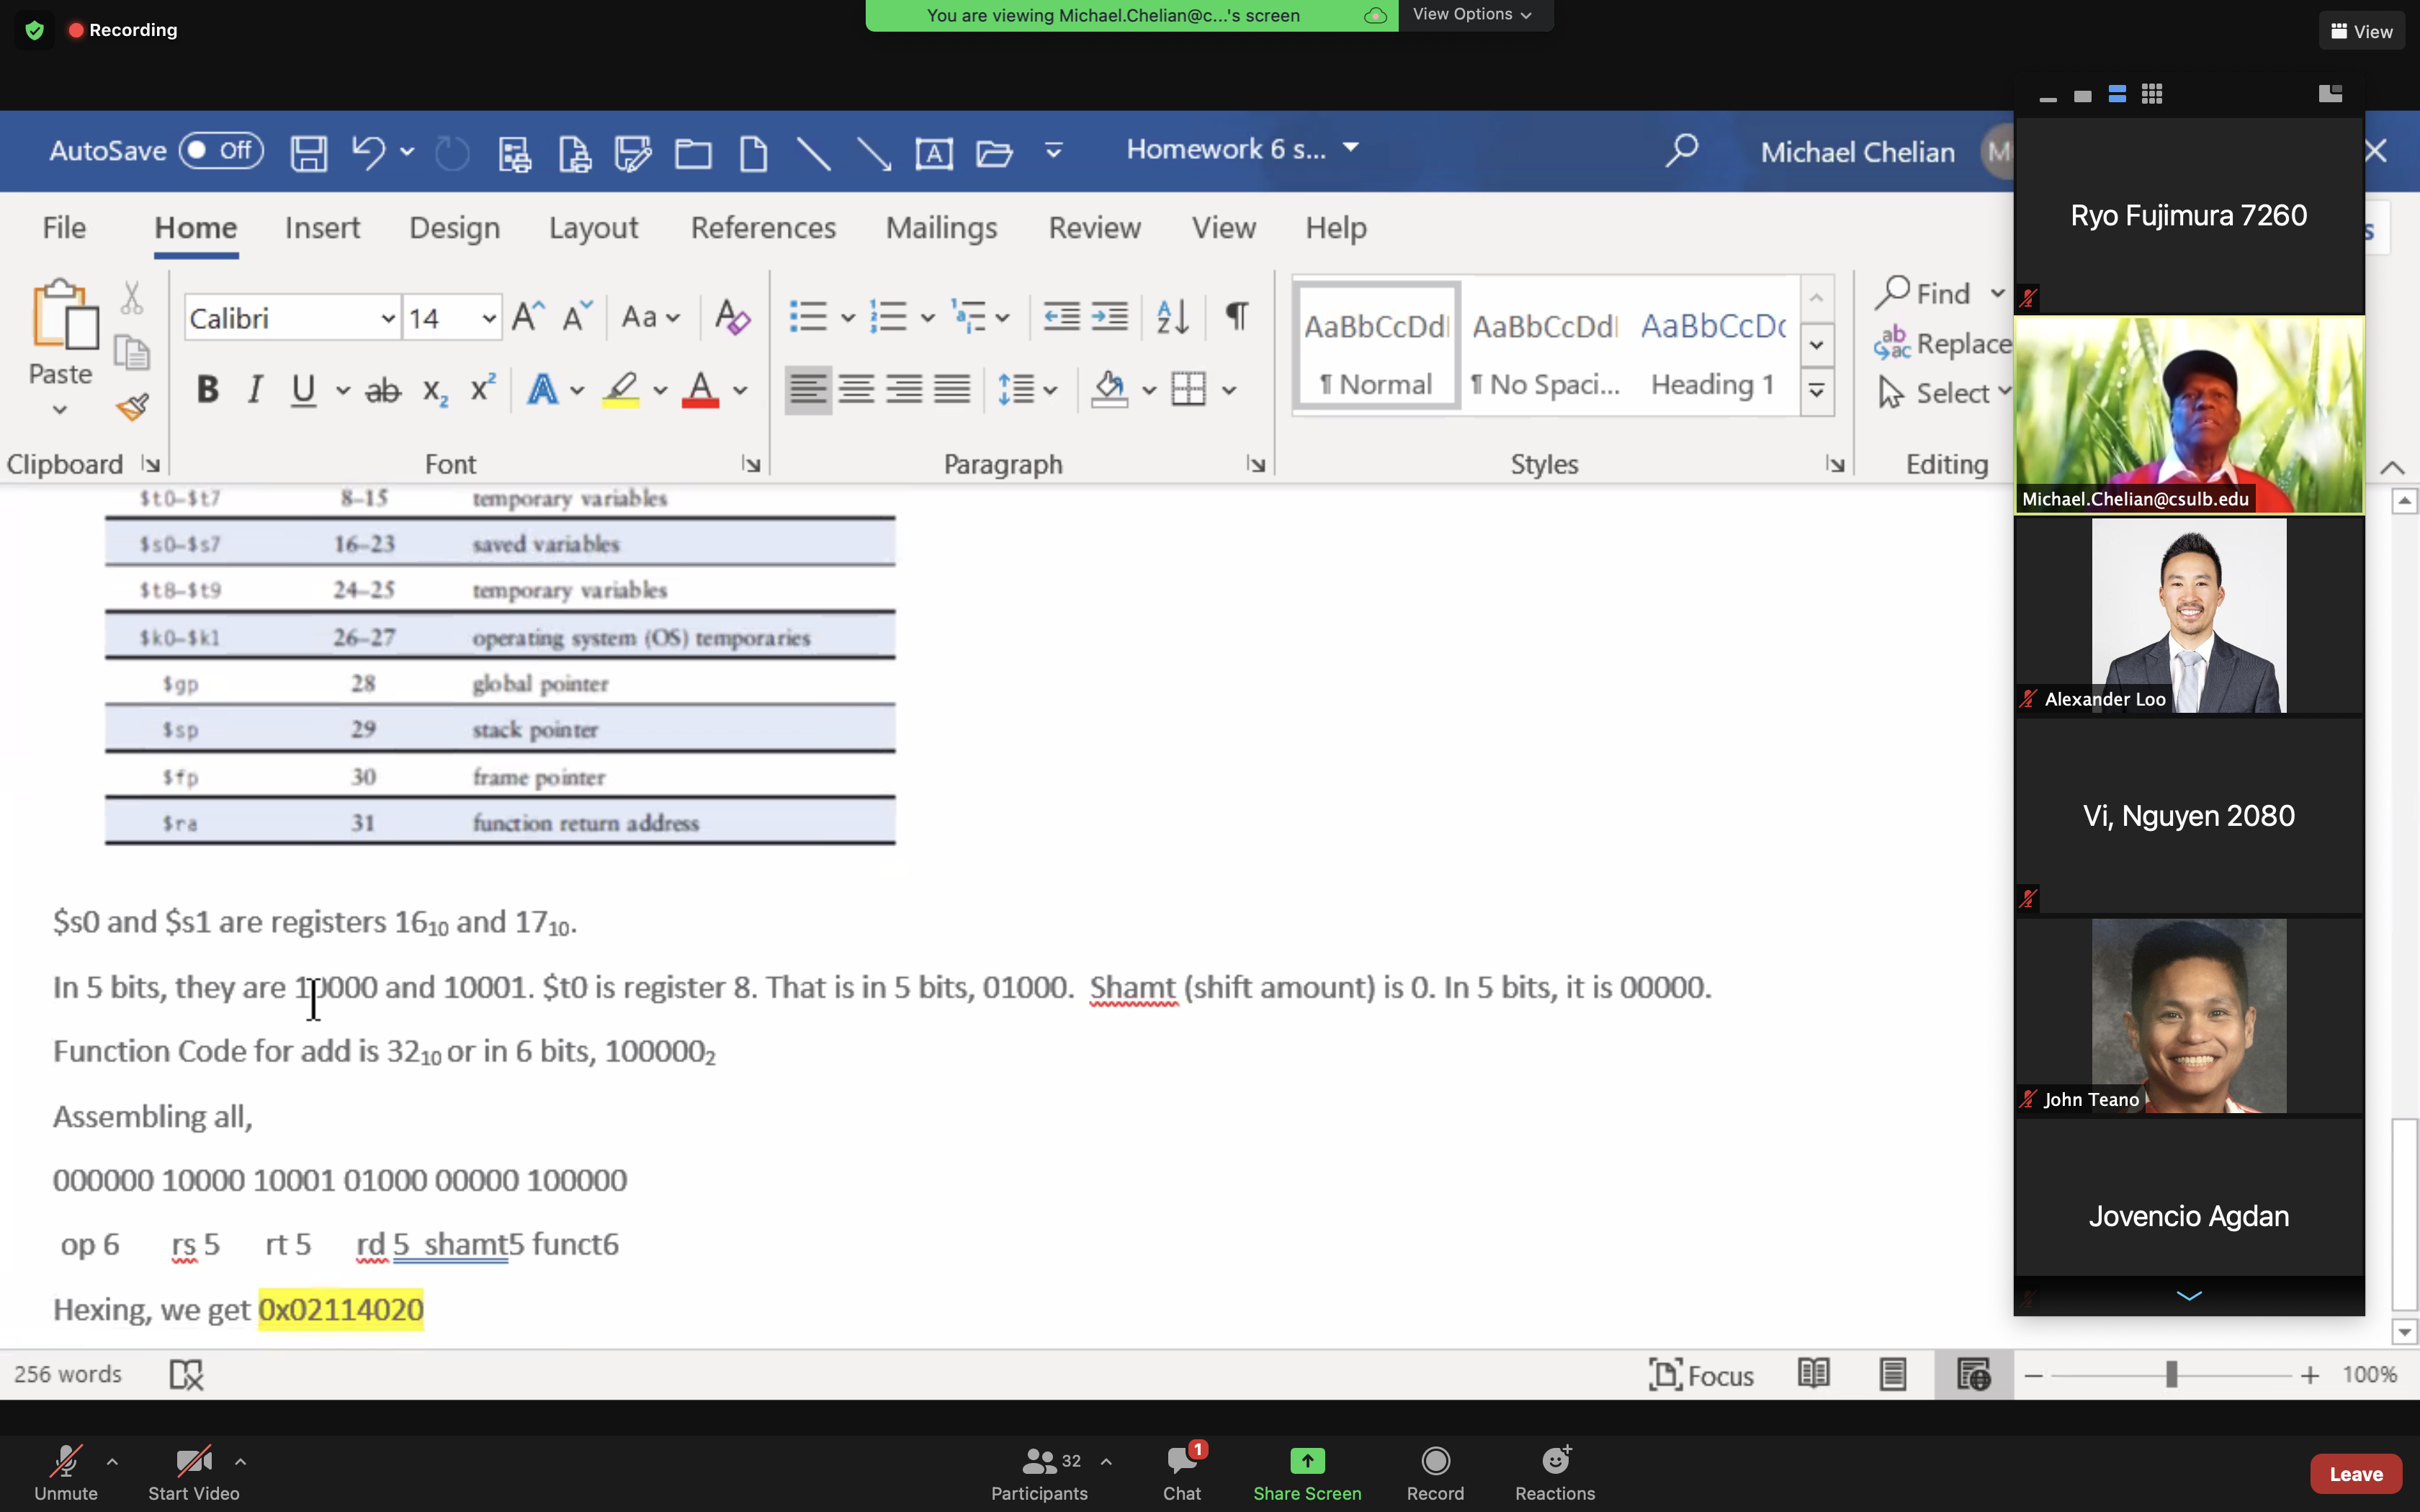 Recording
You are viewing Michael.Chelian@c...'s screen
View Options
View
AutoSave Off
Homework 6 s...
Michael Chelian
File Home Insert Design Layout References Mailings Review View Help
Calibri 14
Paste
AaBbCcDd AaBbCcDd AaBbCcDc
¶ Normal ¶ No Spaci... Heading 1
Find
Replace
Select
Clipboard Font Paragraph Styles Editing
$t0–$t7 8–15 temporary variables
$s0–$s7 16–23 saved variables
$t8–$t9 24–25 temporary variables
$k0–$k1 26–27 operating system (OS) temporaries
$gp 28 global pointer
$sp 29 stack pointer
$fp 30 frame pointer
$ra 31 function return address
$s0 and $s1 are registers 16₁₀ and 17₁₀.
In 5 bits, they are 10000 and 10001. $t0 is register 8. That is in 5 bits, 01000. Shamt (shift amount) is 0. In 5 bits, it is 00000.
Function Code for add is 32₁₀ or in 6 bits, 100000₂
Assembling all,
000000 10000 10001 01000 00000 100000
op 6 rs 5 rt 5 rd 5 shamt5 funct6
Hexing, we get 0x02114020
256 words
Focus
100%
Ryo Fujimura 7260
Michael.Chelian@csulb.edu
Alexander Loo
Vi, Nguyen 2080
John Teano
Jovencio Agdan
Unmute
Start Video
32
Participants
1
Chat
Share Screen
Record
Reactions
Leave